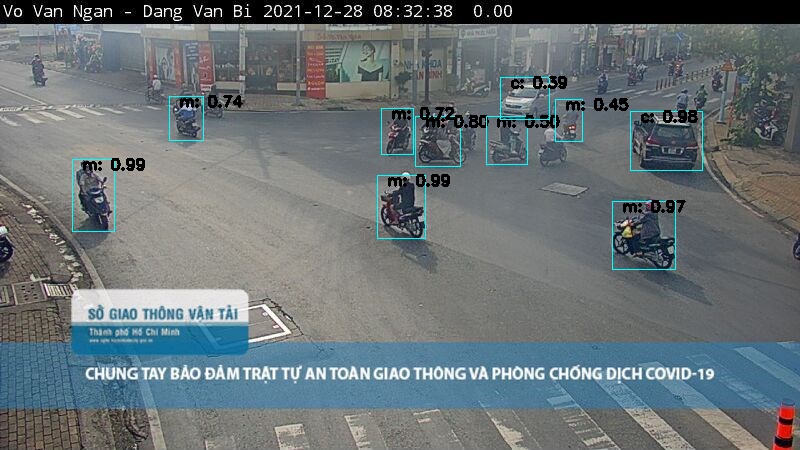 Vo Van Ngan - Dang Van Bi 2021-12-28 08:32:38 0.00
c: 0.39
m: 0.74
m: 0.72
m: 0.45
m: 0.80
m: 0.50
c: 0.98
m: 0.99
m: 0.99
m: 0.97
NHA KHOA
SỞ GIAO THÔNG VẬN TẢI
Thành phố Hồ Chí Minh
CHUNG TAY BẢO ĐẢM TRẬT TỰ AN TOÀN GIAO THÔNG VÀ PHÒNG CHỐNG DỊCH COVID-19